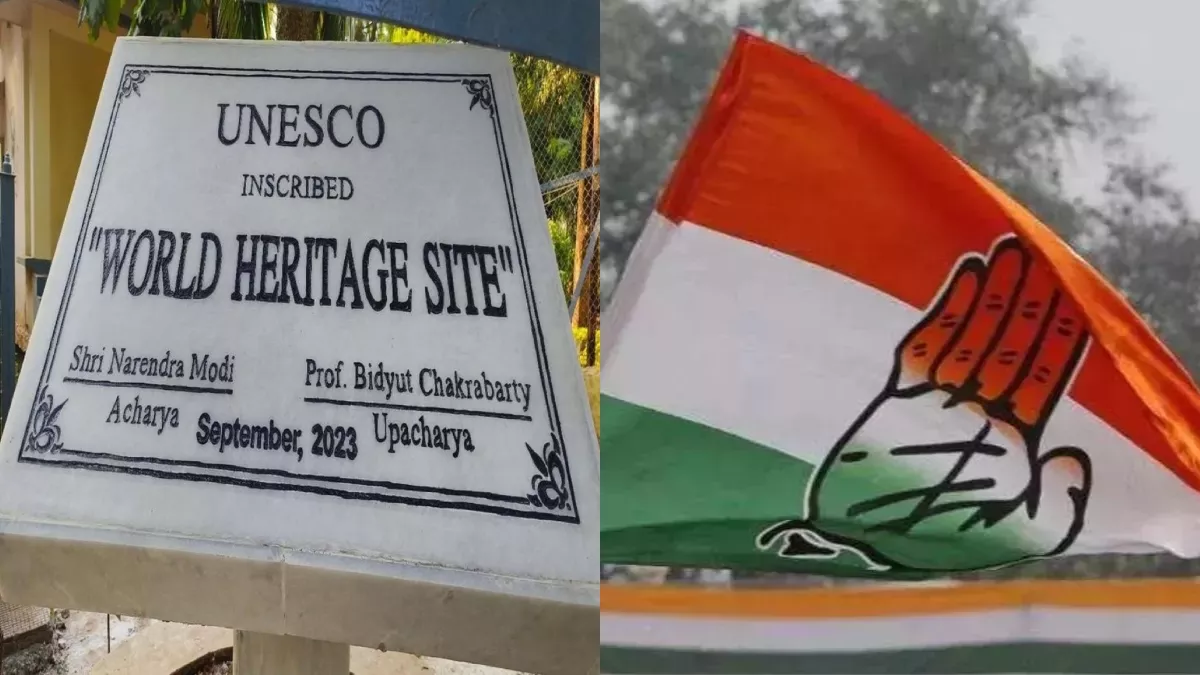 UNESCO
INSCRIBED
"WORLD HERITAGE SITE"
Shri Narendra Modi
Acharya
Prof. Bidyut Chakrabarty
Upacharya
September, 2023